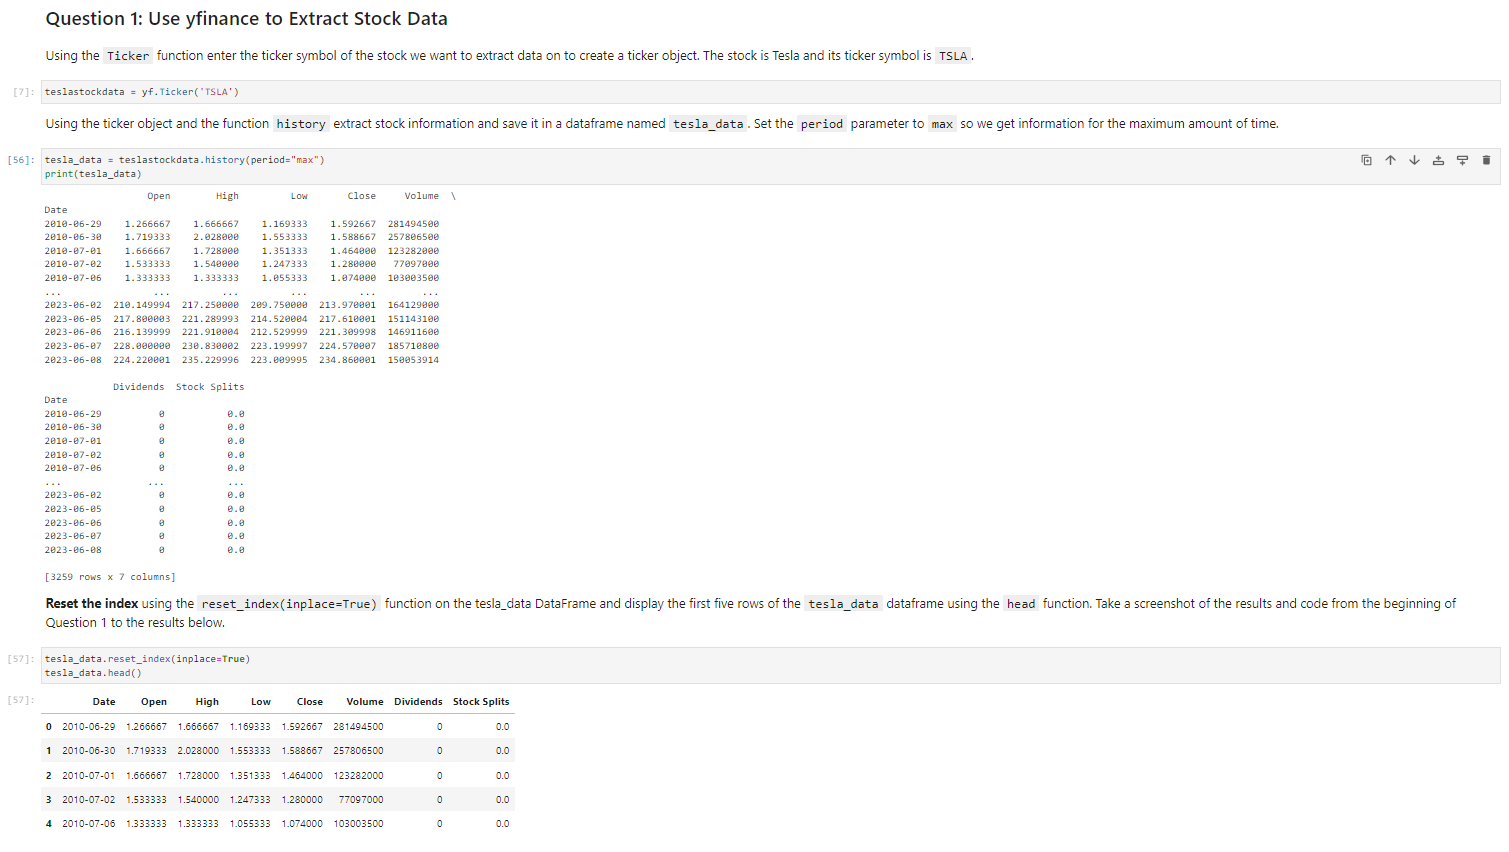 Question 1: Use yfinance to Extract Stock Data
Using the Ticker function enter the ticker symbol of the stock we want to extract data on to create a ticker object. The stock is Tesla and its ticker symbol is TSLA.
[7]: teslastockdata = yf.Ticker('TSLA')
Using the ticker object and the function history extract stock information and save it in a dataframe named tesla_data. Set the period parameter to max so we get information for the maximum amount of time.
[56]: tesla_data = teslastockdata.history(period="max")
print(tesla_data)
Open High Low Close Volume \
Date
2010-06-29 1.266667 1.666667 1.169333 1.592667 281494500
2010-06-30 1.719333 2.028000 1.553333 1.588667 257806500
2010-07-01 1.666667 1.728000 1.351333 1.464000 123282000
2010-07-02 1.533333 1.540000 1.247333 1.280000 77097000
2010-07-06 1.333333 1.333333 1.055333 1.074000 103003500
... ... ... ... ... ...
2023-06-02 210.149994 217.250000 209.750000 213.970001 164129000
2023-06-05 217.800003 221.289993 214.520004 217.610001 151143100
2023-06-06 216.139999 221.910004 212.529999 221.309998 146911600
2023-06-07 228.000000 230.830002 223.199997 224.570007 185710800
2023-06-08 224.220001 235.229996 223.009995 234.860001 150053914
Dividends Stock Splits
Date
2010-06-29 0 0.0
2010-06-30 0 0.0
2010-07-01 0 0.0
2010-07-02 0 0.0
2010-07-06 0 0.0
... ... ...
2023-06-02 0 0.0
2023-06-05 0 0.0
2023-06-06 0 0.0
2023-06-07 0 0.0
2023-06-08 0 0.0
[3259 rows x 7 columns]
Reset the index using the reset_index(inplace=True) function on the tesla_data DataFrame and display the first five rows of the tesla_data dataframe using the head function. Take a screenshot of the results and code from the beginning of
Question 1 to the results below.
[57]: tesla_data.reset_index(inplace=True)
tesla_data.head()
[57]: Date Open High Low Close Volume Dividends Stock Splits
0 2010-06-29 1.266667 1.666667 1.169333 1.592667 281494500 0 0.0
1 2010-06-30 1.719333 2.028000 1.553333 1.588667 257806500 0 0.0
2 2010-07-01 1.666667 1.728000 1.351333 1.464000 123282000 0 0.0
3 2010-07-02 1.533333 1.540000 1.247333 1.280000 77097000 0 0.0
4 2010-07-06 1.333333 1.333333 1.055333 1.074000 103003500 0 0.0